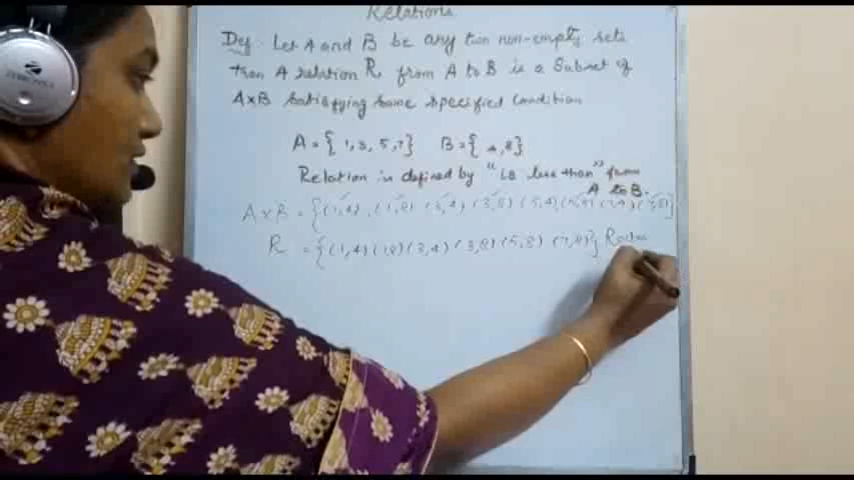 Relations
Def. Let A and B be any two non-empty sets
than A relation R from A to B is a Subset of
A×B satisfying some specified Condition
A = { 1, 3, 5, 7} B = { 4, 8}
Relation is defined by "is less than" from
A to B.
A×B = {(1,4), (1,8) (3,4) (3,8) (5,4) (5,8) (7,4) (7,8)}
R = {(1,4) (1,8) (3,4) (3,8) (5,8) (7,8)}